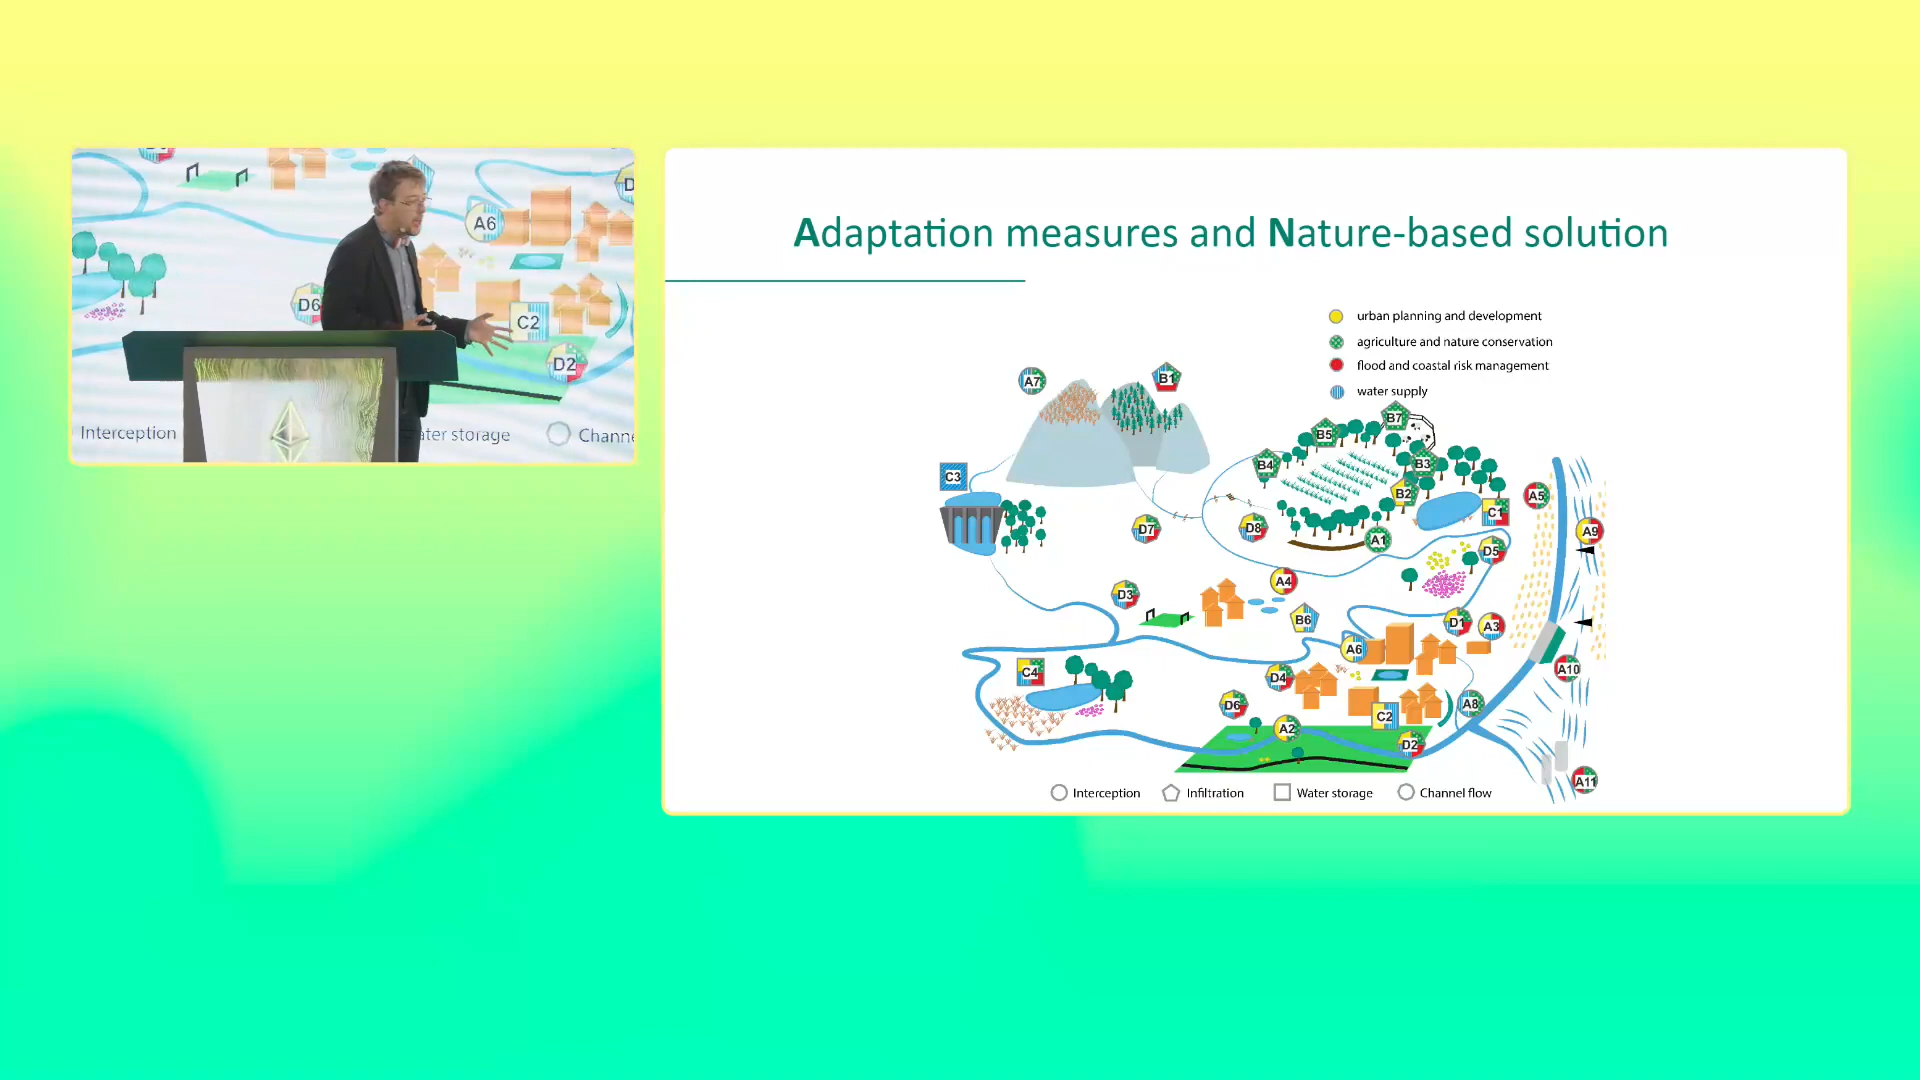 Adaptation measures and Nature-based solution
urban planning and development
agriculture and nature conservation
flood and coastal risk management
water supply
A7
B1
B7
B5
B4
B3
C3
B2
A5
C1
D7
D8
A9
A1
D5
A4
D3
B6
D1
A3
A6
A10
C4
D4
D6
A8
C2
A2
D2
A11
Interception
Infiltration
Water storage
Channel flow
A6
D6
C2
D2
Interception
ater storage
Channe